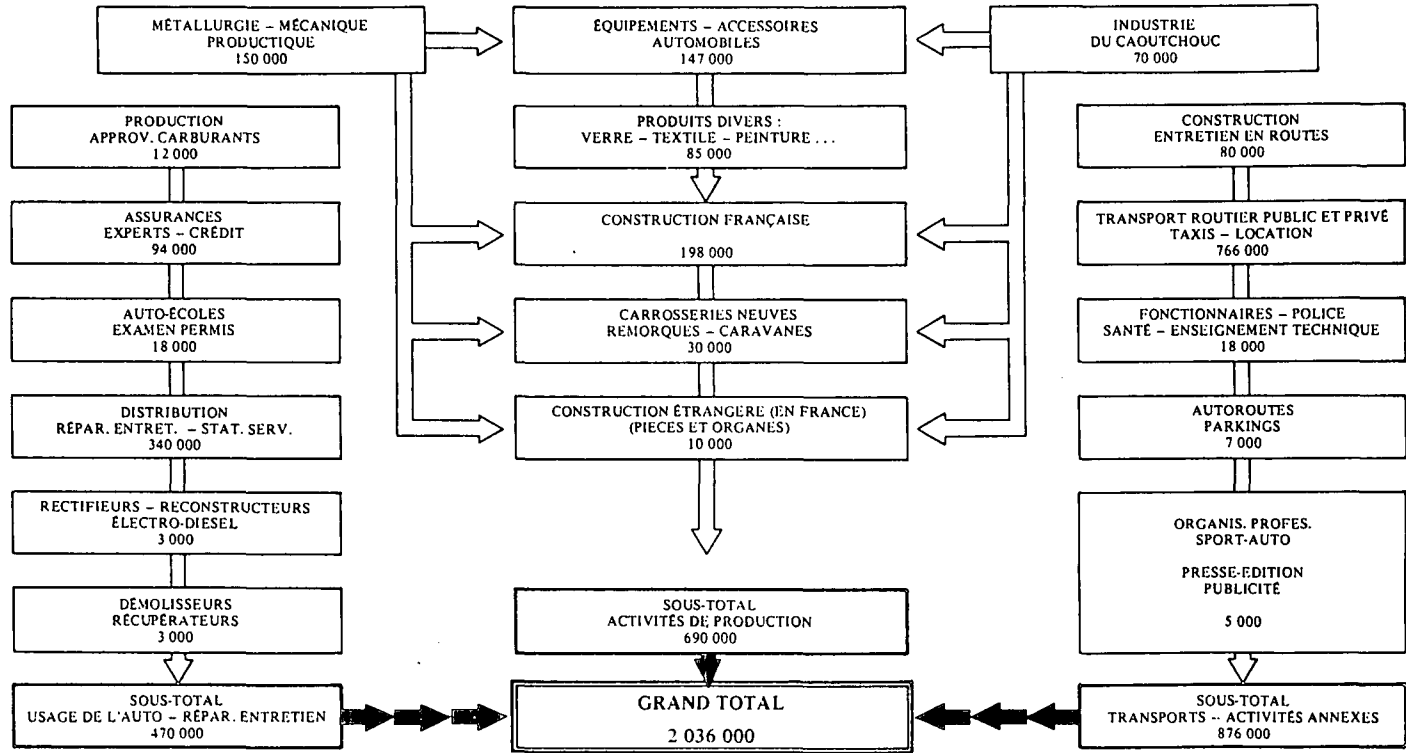 MÉTALLURGIE – MÉCANIQUE
PRODUCTIQUE
150 000
ÉQUIPEMENTS – ACCESSOIRES
AUTOMOBILES
147 000
INDUSTRIE
DU CAOUTCHOUC
70 000
PRODUCTION
APPROV. CARBURANTS
12 000
PRODUITS DIVERS :
VERRE – TEXTILE – PEINTURE ...
85 000
CONSTRUCTION
ENTRETIEN EN ROUTES
80 000
ASSURANCES
EXPERTS – CRÉDIT
94 000
CONSTRUCTION FRANÇAISE
198 000
TRANSPORT ROUTIER PUBLIC ET PRIVÉ
TAXIS – LOCATION
766 000
AUTO-ÉCOLES
EXAMEN PERMIS
18 000
CARROSSERIES NEUVES
REMORQUES – CARAVANES
30 000
FONCTIONNAIRES – POLICE
SANTÉ – ENSEIGNEMENT TECHNIQUE
18 000
DISTRIBUTION
RÉPAR. ENTRET. – STAT. SERV.
340 000
CONSTRUCTION ÉTRANGERE (EN FRANCE)
(PIECES ET ORGANES)
10 000
AUTOROUTES
PARKINGS
7 000
RECTIFIEURS – RECONSTRUCTEURS
ÉLECTRO-DIESEL
3 000
ORGANIS. PROFES.
SPORT-AUTO
PRESSE-EDITION
PUBLICITÉ
5 000
DÉMOLISSEURS
RÉCUPÉRATEURS
3 000
SOUS-TOTAL
ACTIVITÉS DE PRODUCTION
690 000
SOUS-TOTAL
USAGE DE L'AUTO – RÉPAR. ENTRETIEN
470 000
GRAND TOTAL
2 036 000
SOUS-TOTAL
TRANSPORTS – ACTIVITÉS ANNEXES
876 000